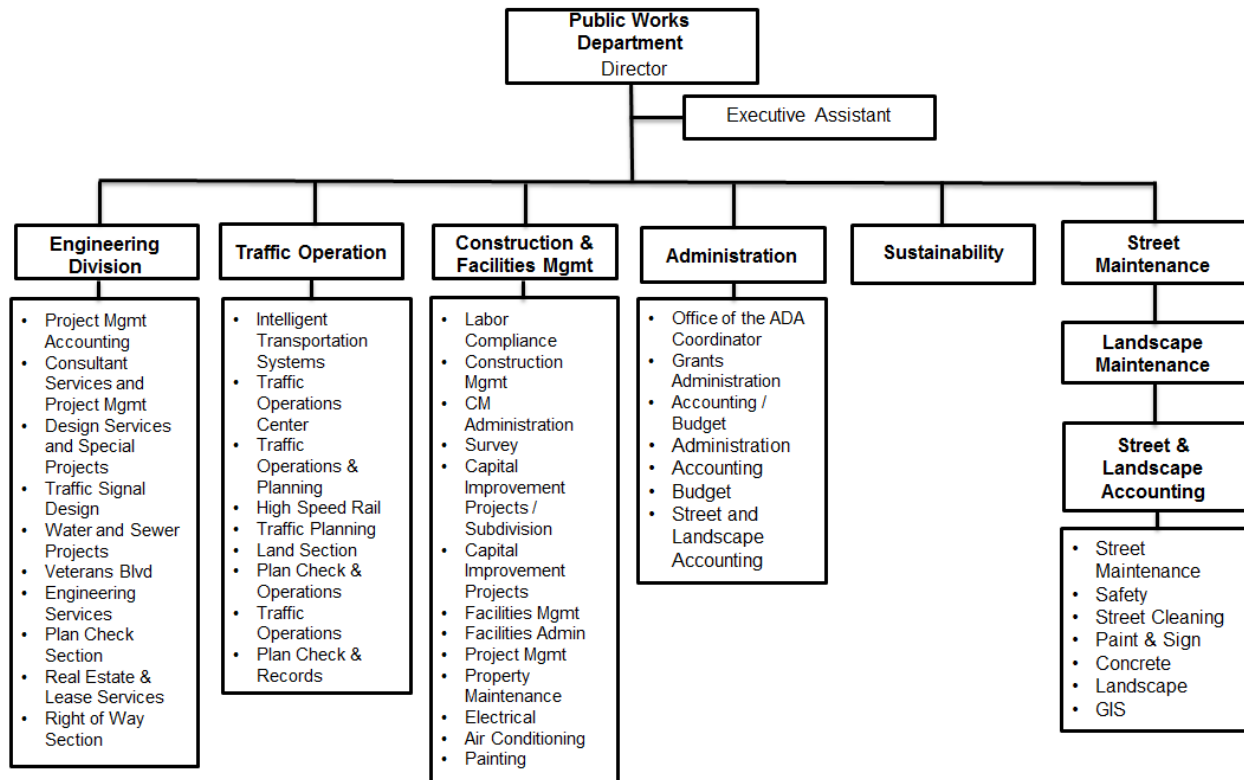 Public Works
Department
Director
Executive Assistant
Engineering
Division
• Project Mgmt
Accounting
• Consultant
Services and
Project Mgmt
• Design Services
and Special
Projects
• Traffic Signal
Design
• Water and Sewer
Projects
• Veterans Blvd
• Engineering
Services
• Plan Check
Section
• Real Estate &
Lease Services
• Right of Way
Section
Traffic Operation
• Intelligent
Transportation
Systems
• Traffic
Operations
Center
• Traffic
Operations &
Planning
• High Speed Rail
• Traffic Planning
• Land Section
• Plan Check &
Operations
• Traffic
Operations
• Plan Check &
Records
Construction &
Facilities Mgmt
• Labor
Compliance
• Construction
Mgmt
• CM
Administration
• Survey
• Capital
Improvement
Projects /
Subdivision
• Capital
Improvement
Projects
• Facilities Mgmt
• Facilities Admin
• Project Mgmt
• Property
Maintenance
• Electrical
• Air Conditioning
• Painting
Administration
• Office of the ADA
Coordinator
• Grants
Administration
• Accounting /
Budget
• Administration
• Accounting
• Budget
• Street and
Landscape
Accounting
Sustainability
Street
Maintenance
Landscape
Maintenance
Street &
Landscape
Accounting
• Street
Maintenance
• Safety
• Street Cleaning
• Paint & Sign
• Concrete
• Landscape
• GIS